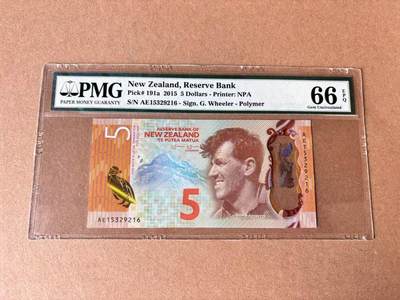 PMG
PAPER MONEY GUARANTY
New Zealand, Reserve Bank
Pick# 191a 2015 5 Dollars - Printer: NPA
S/N AE15329216 - Sign. G. Wheeler - Polymer
66 EPQ
Gem Uncirculated
5
RESERVE BANK OF
NEW ZEALAND
TE PŪTEA MATUA
AE15329216
5
AE15329216